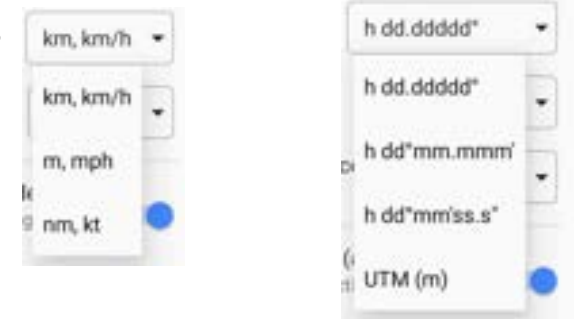 km, km/h
km, km/h
m, mph
nm, kt
h dd.ddddd°
h dd.ddddd°
h dd°mm.mmm'
h dd°mm'ss.s"
UTM (m)